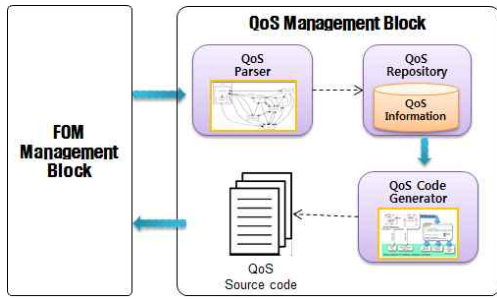 QoS Management Block
QoS
Parser
QoS
Repository
QoS
Information
FOM
Management
Block
QoS Code
Generator
QoS
Source code